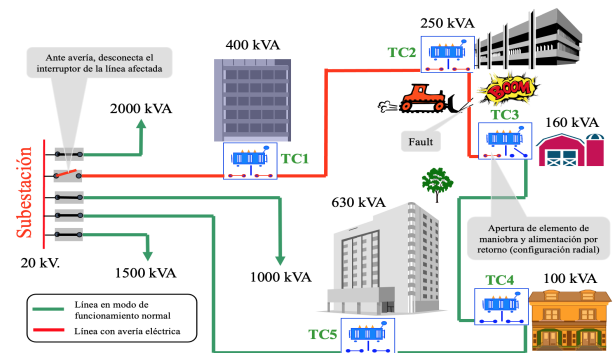 250 kVA
TC2
400 kVA
Ante avería, desconecta el
interruptor de la línea afectada
2000 kVA
BOOM
Fault
TC3
160 kVA
TC1
Subestación
630 kVA
Apertura de elemento de
maniobra y alimentación por
retorno (configuración radial)
20 kV.
1500 kVA
1000 kVA
TC4
100 kVA
Línea en modo de
funcionamiento normal
Línea con avería eléctrica
TC5